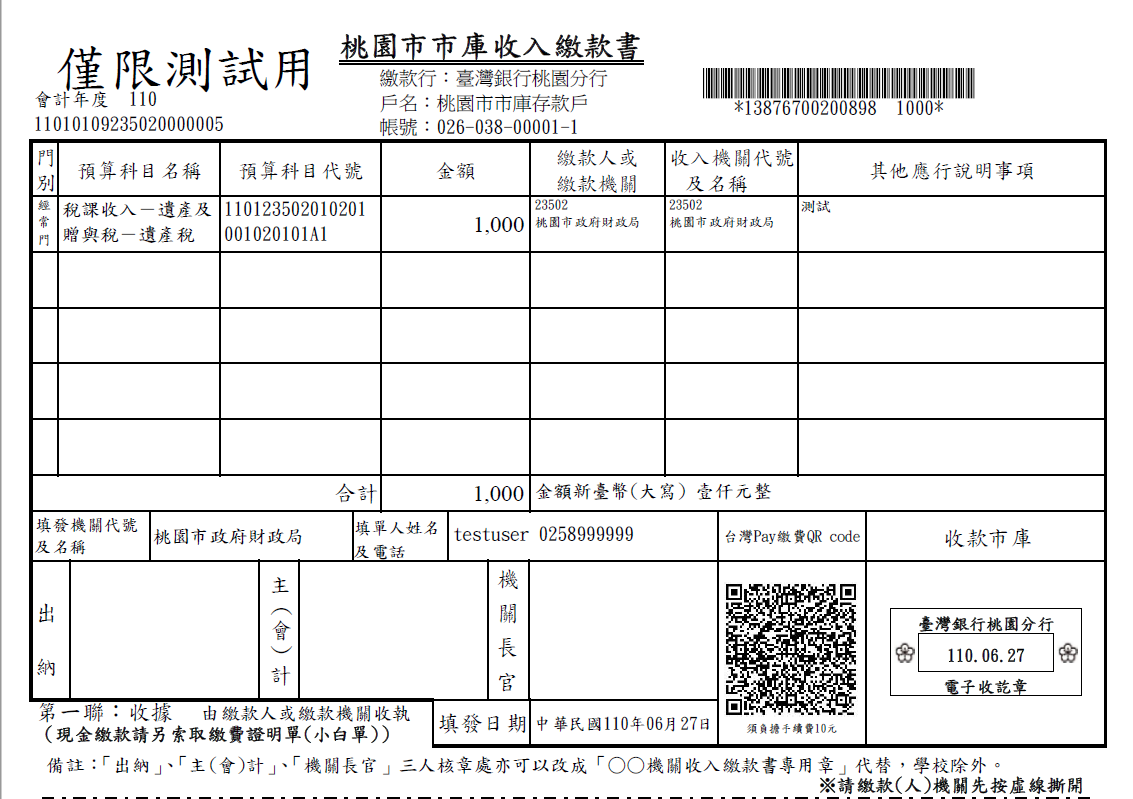 僅限測試用
桃園市市庫收入繳款書
繳款行：臺灣銀行桃園分行
戶名：桃園市市庫存款戶
帳號：026-038-00001-1
*13876700200898 1000*
會計年度 110
11010109235020000005
門別
預算科目名稱
預算科目代號
金額
繳款人或
繳款機關
收入機關代號
及名稱
其他應行說明事項
經常門
稅課收入－遺產及
贈與稅－遺產稅
110123502010201
001020101A1
1,000
23502
桃園市政府財政局
23502
桃園市政府財政局
測試
合計
1,000
金額新臺幣(大寫) 壹仟元整
填發機關代號
及名稱
桃園市政府財政局
填單人姓名
及電話
testuser 0258999999
台灣Pay繳費QR code
收款市庫
出納
主(會)計
機關長官
須負擔手續費10元
臺灣銀行桃園分行
110.06.27
電子收訖章
第一聯：收據 由繳款人或繳款機關收執
(現金繳款請另索取繳費證明單(小白單))
填發日期
中華民國110年06月27日
備註：「出納」、「主(會)計」、「機關長官」三人核章處亦可以改成「○○機關收入繳款書專用章」代替，學校除外。
※請繳款(人)機關先按虛線撕開